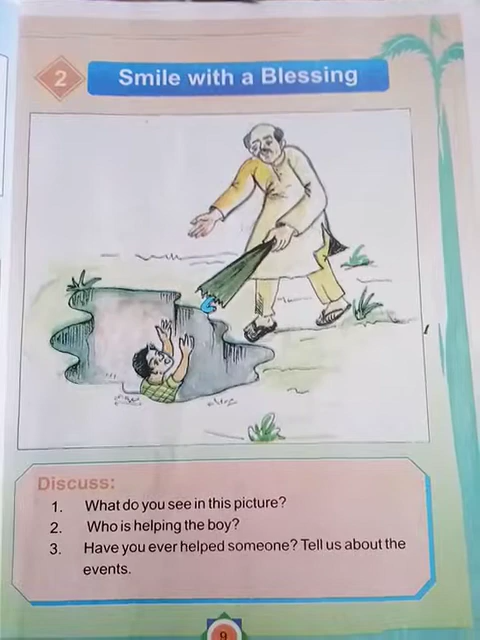 2
Smile with a Blessing
Discuss:
1. What do you see in this picture?
2. Who is helping the boy?
3. Have you ever helped someone? Tell us about the
events.
9